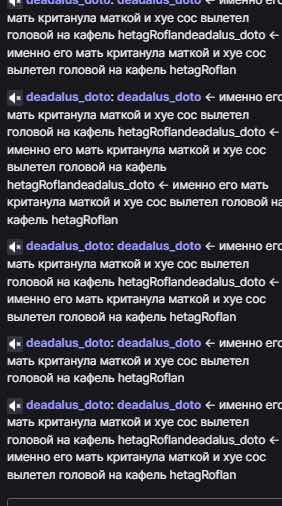 deadalus_doto: deadalus_doto ← именно его
мать кританула маткой и хуе сос вылетел
головой на кафель hetagRoflandeadalus_doto ←
именно его мать кританула маткой и хуе сос
вылетел головой на кафель hetagRoflan
deadalus_doto: deadalus_doto ← именно его
мать кританула маткой и хуе сос вылетел
головой на кафель hetagRoflandeadalus_doto ←
именно его мать кританула маткой и хуе сос
вылетел головой на кафель
hetagRoflandeadalus_doto ← именно его мать
кританула маткой и хуе сос вылетел головой на
кафель hetagRoflan
deadalus_doto: deadalus_doto ← именно его
мать кританула маткой и хуе сос вылетел
головой на кафель hetagRoflandeadalus_doto ←
именно его мать кританула маткой и хуе сос
вылетел головой на кафель hetagRoflan
deadalus_doto: deadalus_doto ← именно его
мать кританула маткой и хуе сос вылетел
головой на кафель hetagRoflan
deadalus_doto: deadalus_doto ← именно его
мать кританула маткой и хуе сос вылетел
головой на кафель hetagRoflandeadalus_doto ←
именно его мать кританула маткой и хуе сос
вылетел головой на кафель hetagRoflan